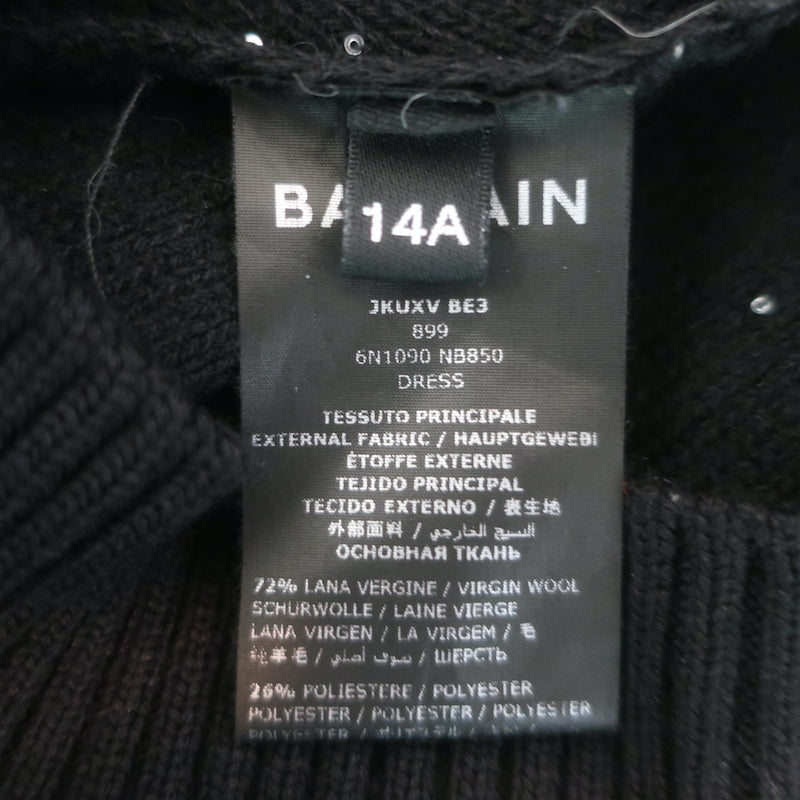 BA AIN
14A
JKUXV BE3
899
6N1090 NB850
DRESS
TESSUTO PRINCIPALE
EXTERNAL FABRIC / HAUPTGEWEBI
ÉTOFFE EXTERNE
TEJIDO PRINCIPAL
TECIDO EXTERNO / 表生地
外部面料 / النسيج الخارجي /
ОСНОВНАЯ ТКАНЬ
72% LANA VERGINE / VIRGIN WOOL
SCHURWOLLE / LAINE VIERGE
LANA VIRGEN / LA VIRGEM / 毛
纯羊毛 / صوف أصلي / ШЕРСТЬ
26% POLIESTERE / POLYESTER
POLYESTER / POLYESTER / POLYESTER